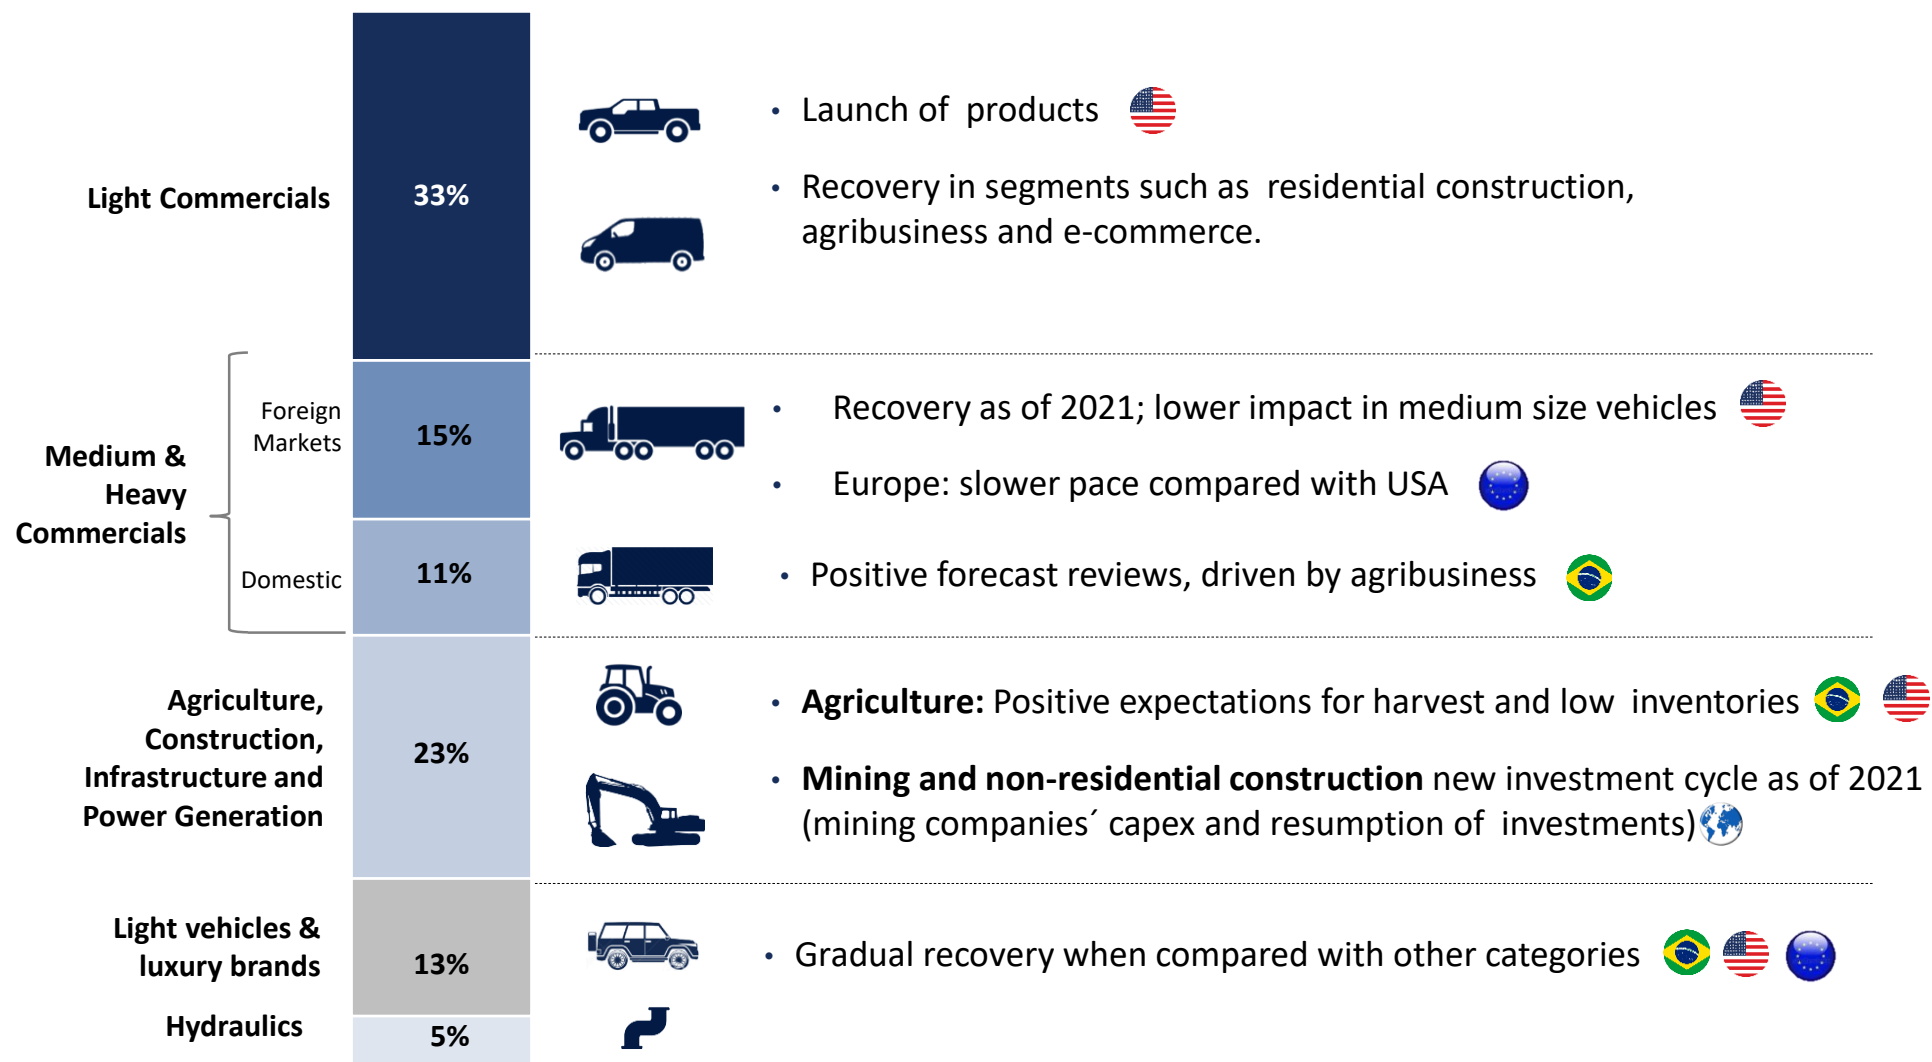 Light Commercials
33%
• Launch of products
• Recovery in segments such as residential construction,
agribusiness and e-commerce.
Medium &
Heavy
Commercials
Foreign
Markets
15%
• Recovery as of 2021; lower impact in medium size vehicles
• Europe: slower pace compared with USA
Domestic
11%
• Positive forecast reviews, driven by agribusiness
Agriculture,
Construction,
Infrastructure and
Power Generation
23%
• Agriculture: Positive expectations for harvest and low inventories
• Mining and non-residential construction new investment cycle as of 2021
(mining companies´ capex and resumption of investments)
Light vehicles &
luxury brands
13%
• Gradual recovery when compared with other categories
Hydraulics
5%